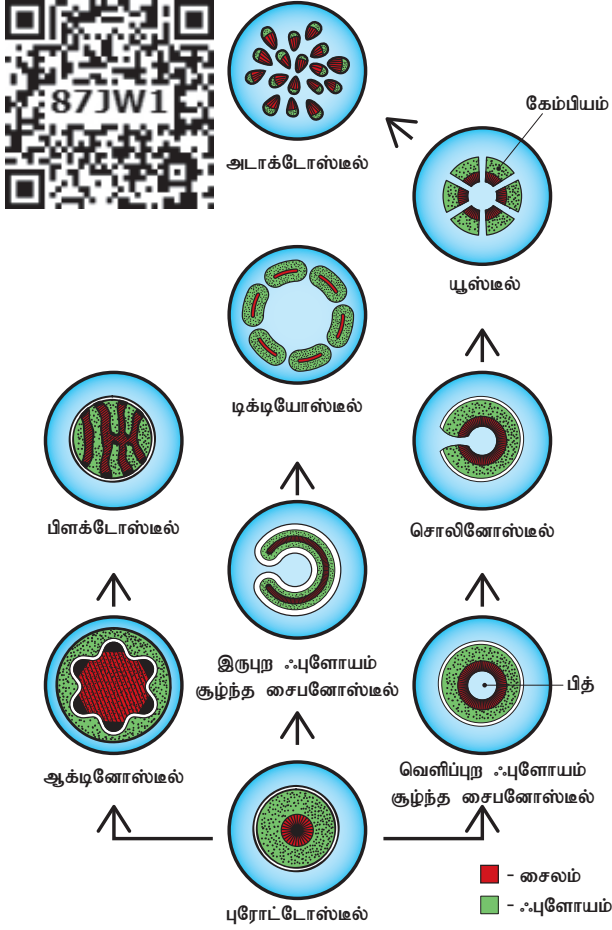 87JW1
அடாக்டோஸ்டீல்
கேம்பியம்
யூஸ்டீல்
டிக்டியோஸ்டீல்
பிளக்டோஸ்டீல்
சொலினோஸ்டீல்
இருபுற ஃபுளோயம்
சூழ்ந்த சைபனோஸ்டீல்
பித்
ஆக்டினோஸ்டீல்
வெளிப்புற ஃபுளோயம்
சூழ்ந்த சைபனோஸ்டீல்
புரோட்டோஸ்டீல்
- சைலம்
- ஃபுளோயம்